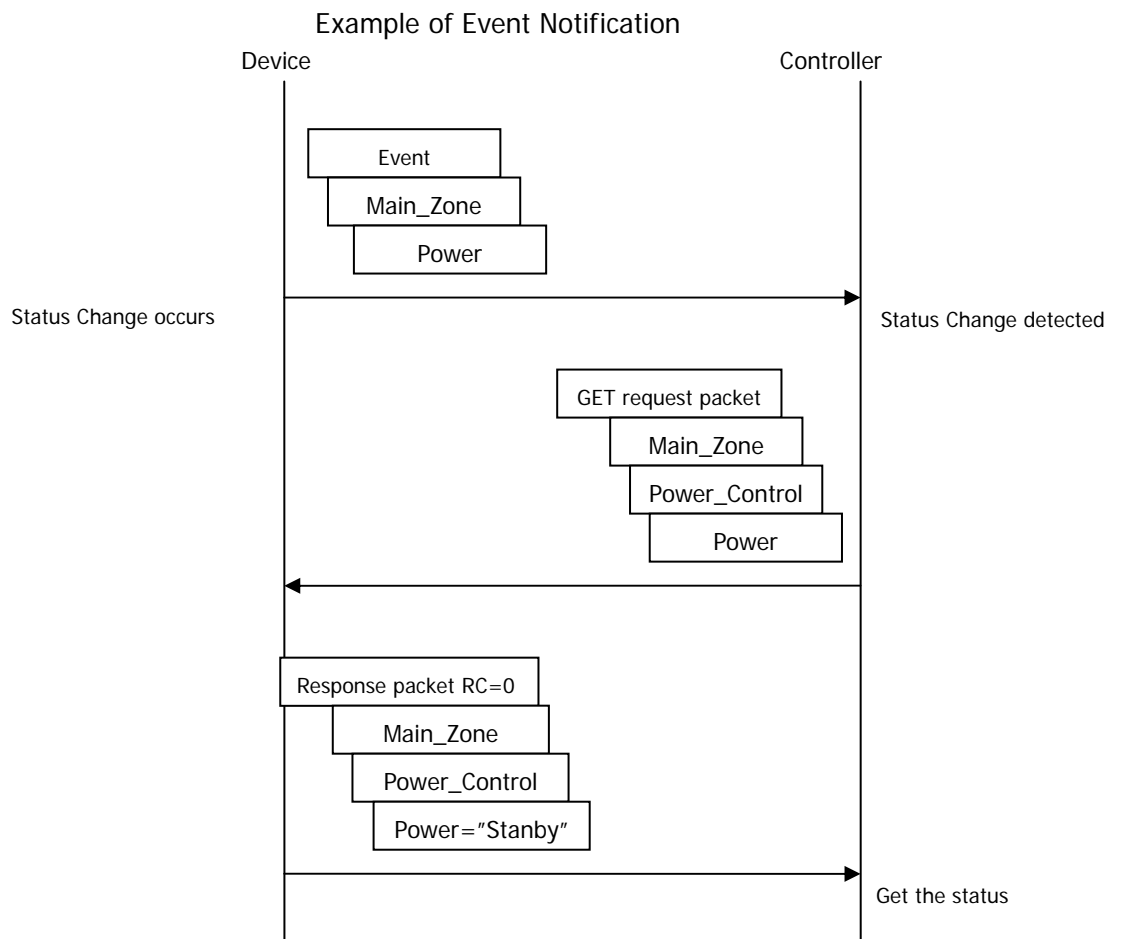 Example of Event Notification
Device
Controller
Event
Main_Zone
Power
Status Change occurs
Status Change detected
GET request packet
Main_Zone
Power_Control
Power
Response packet RC=0
Main_Zone
Power_Control
Power="Stanby"
Get the status